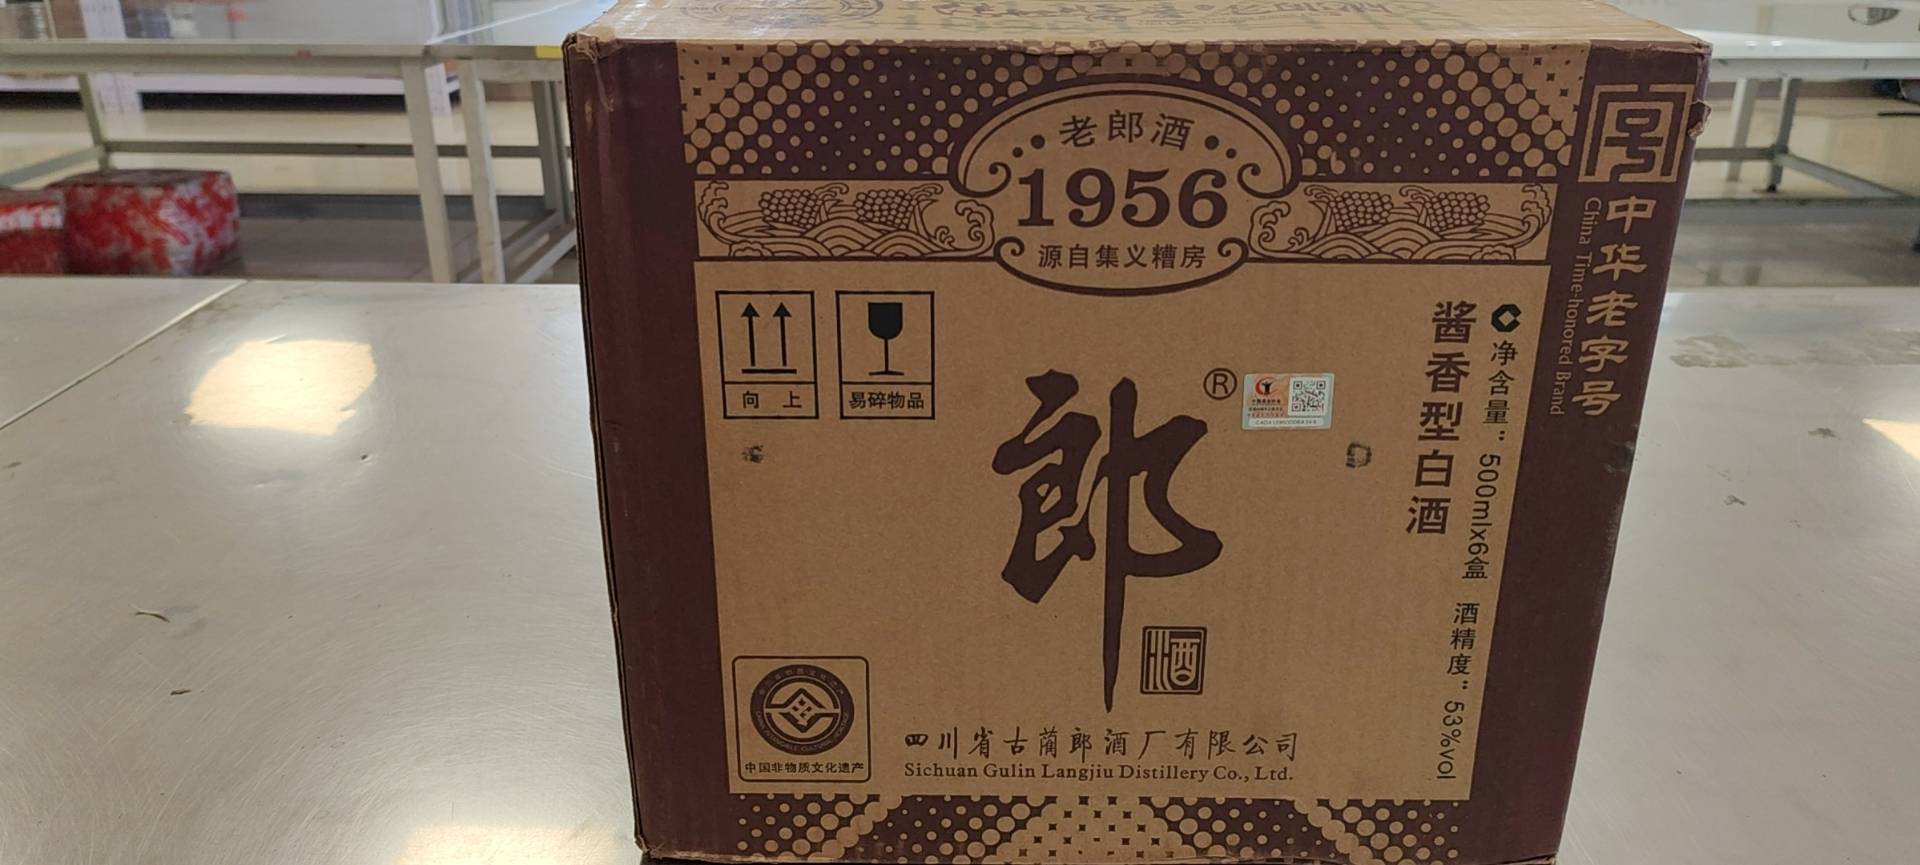 老郎酒
1956
源自集义糟房
向上
易碎物品
郎
®
酒
酱香型白酒
净含量：500mlx6盒 酒精度：53%vol
中华老字号
China Time-honored Brand
中国非物质文化遗产
四川省古蔺郎酒厂有限公司
Sichuan Gulin Langjiu Distillery Co., Ltd.